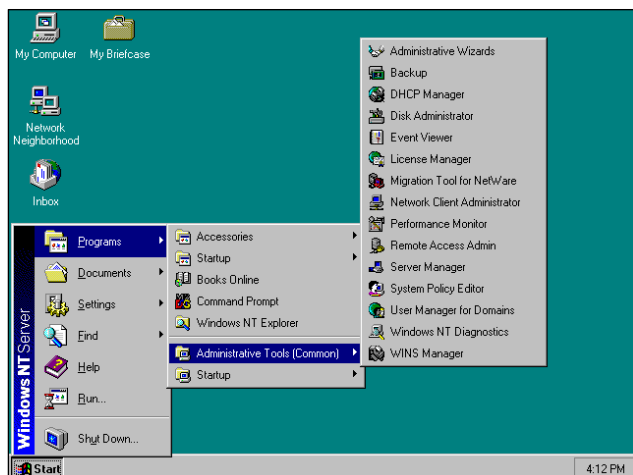 My Computer
My Briefcase
Network
Neighborhood
Inbox
Windows NT Server
Programs
Documents
Settings
Find
Help
Run...
Shut Down...
Accessories
Startup
Books Online
Command Prompt
Windows NT Explorer
Administrative Tools (Common)
Startup
Administrative Wizards
Backup
DHCP Manager
Disk Administrator
Event Viewer
License Manager
Migration Tool for NetWare
Network Client Administrator
Performance Monitor
Remote Access Admin
Server Manager
System Policy Editor
User Manager for Domains
Windows NT Diagnostics
WINS Manager
Start
4:12 PM